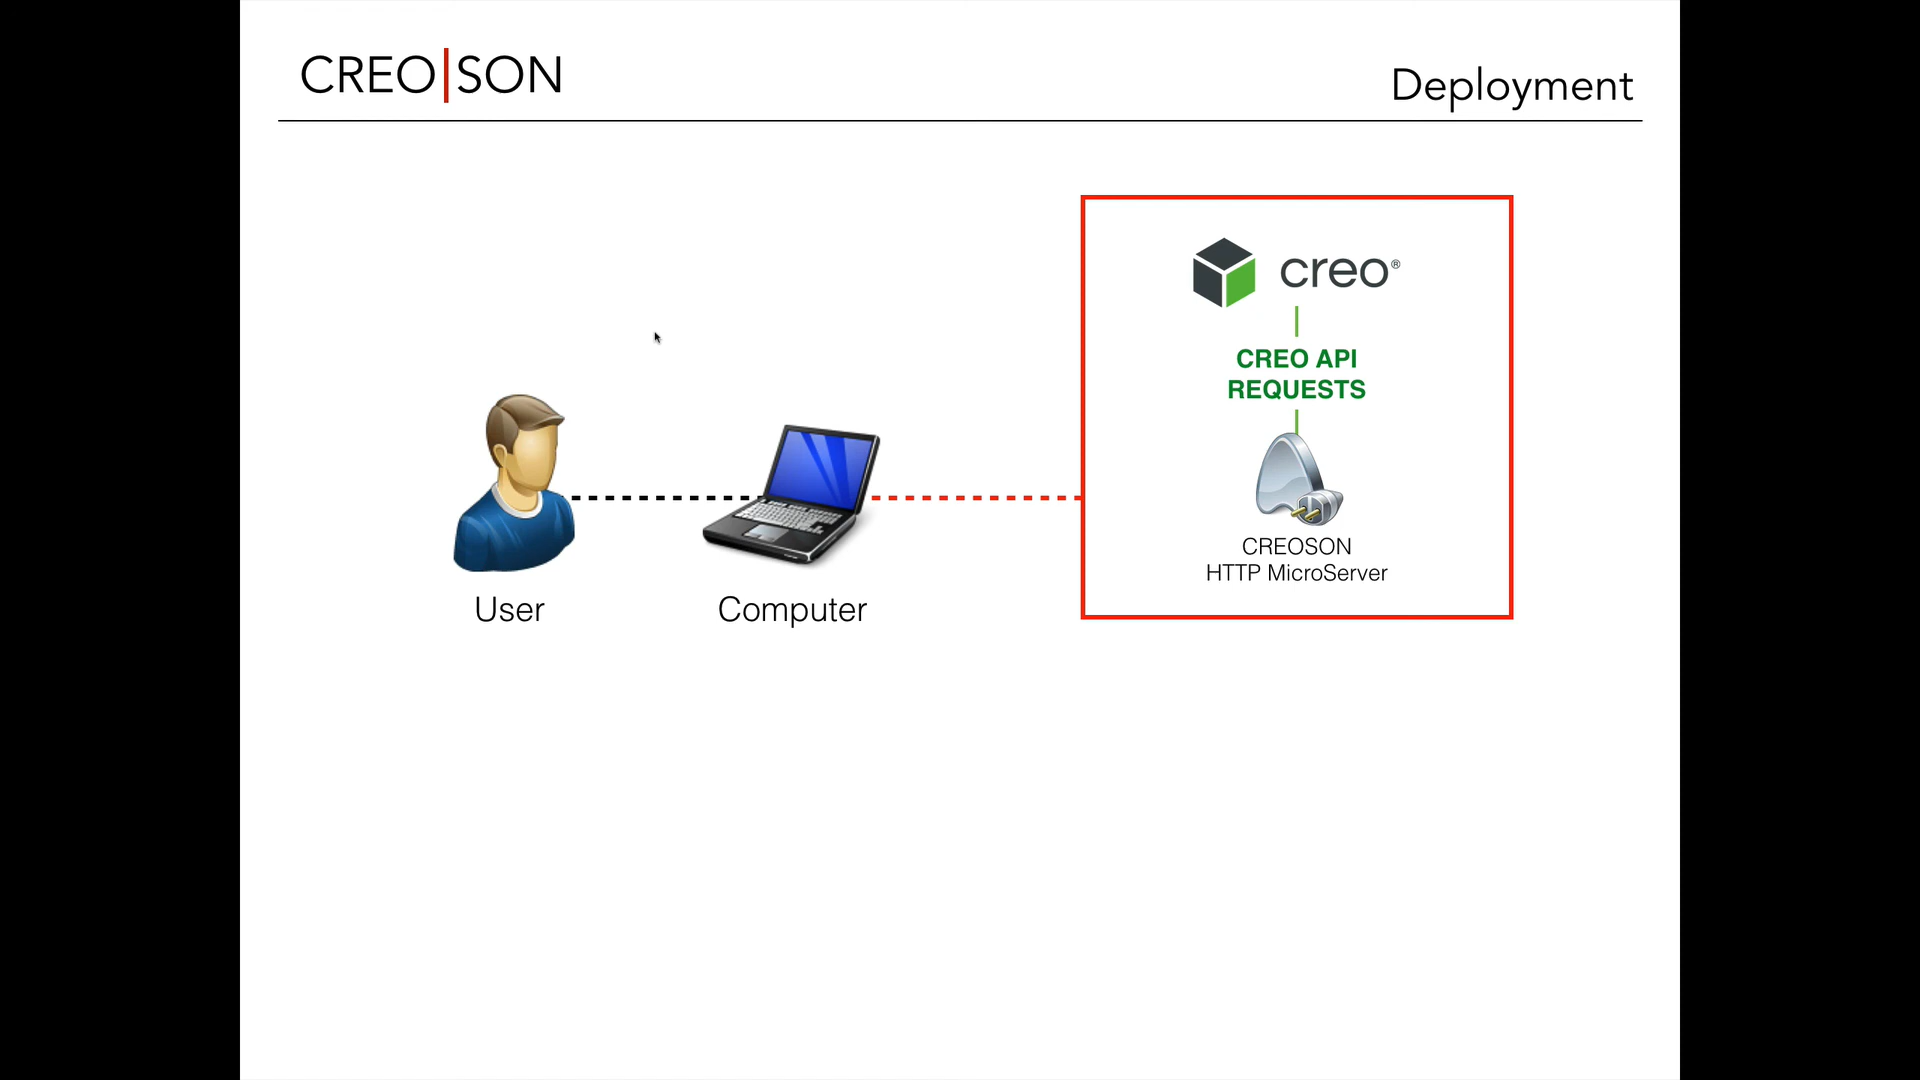 CREO|SON
Deployment
creo®
CREO API
REQUESTS
CREOSON
HTTP MicroServer
User
Computer